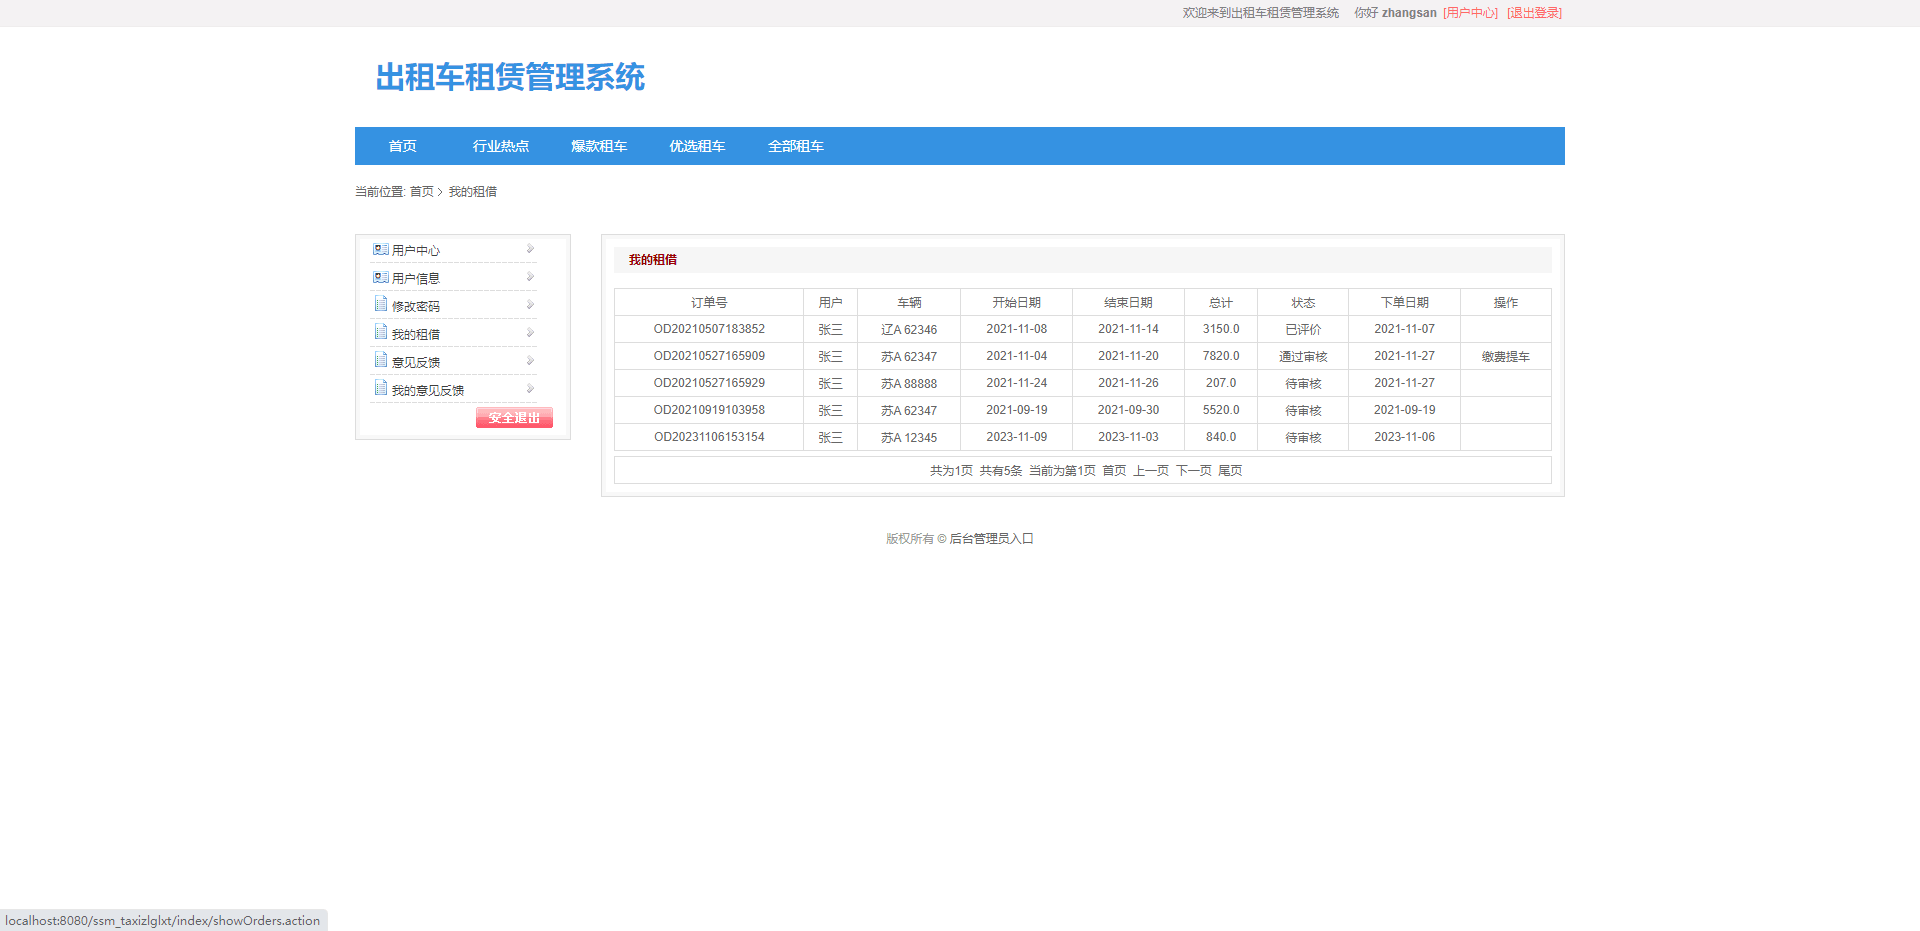 欢迎来到出租车租赁管理系统 你好 zhangsan [用户中心] [退出登录]
出租车租赁管理系统
首页 行业热点 爆款租车 优选租车 全部租车
当前位置: 首页 > 我的租借
用户中心
用户信息
修改密码
我的租借
意见反馈
我的意见反馈
安全退出
我的租借
订单号 用户 车辆 开始日期 结束日期 总计 状态 下单日期 操作
OD20210507183852 张三 辽A 62346 2021-11-08 2021-11-14 3150.0 已评价 2021-11-07
OD20210527165909 张三 苏A 62347 2021-11-04 2021-11-20 7820.0 通过审核 2021-11-27 缴费提车
OD20210527165929 张三 苏A 88888 2021-11-24 2021-11-26 207.0 待审核 2021-11-27
OD20210919103958 张三 苏A 62347 2021-09-19 2021-09-30 5520.0 待审核 2021-09-19
OD20231106153154 张三 苏A 12345 2023-11-09 2023-11-03 840.0 待审核 2023-11-06
共为1页 共有5条 当前为第1页 首页 上一页 下一页 尾页
版权所有 © 后台管理员入口
localhost:8080/ssm_taxizlglxt/index/showOrders.action